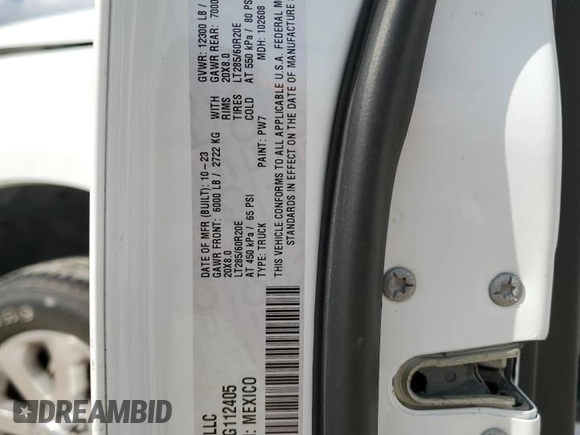 LLC
DATE OF MFR (BUILT): 10-23 GVWR: 12300 LB /
GAWR FRONT: 6000 LB / 2722 KG WITH GAWR REAR: 7000
20X8.0 RIMS 20X8.0
LT285/60R20E TIRES LT285/60R20E
AT 450 kPa / 65 PSI COLD AT 550 kPa / 80 PS
TYPE: TRUCK PAINT: PW7 MDH: 102608
THIS VEHICLE CONFORMS TO ALL APPLICABLE U.S.A. FEDERAL M
STANDARDS IN EFFECT ON THE DATE OF MANUFACTURE
G112405
: MEXICO
DREAMBID